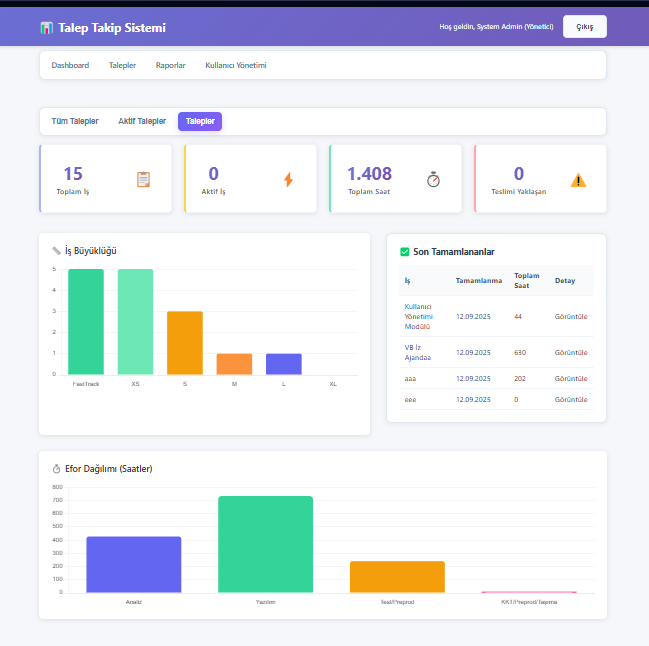 Talep Takip Sistemi
Hoş geldin, System Admin (Yönetici)
Çıkış
Dashboard Talepler Raporlar Kullanıcı Yönetimi
Tüm Talepler Aktif Talepler Talepler
15
Toplam İş
0
Aktif İş
1.408
Toplam Saat
0
Teslimi Yaklaşan
İş Büyüklüğü
5
4
3
2
1
0
FastTrack XS S M L XL
Son Tamamlananlar
İş Tamamlanma Toplam Saat Detay
Kullanıcı Yönetimi Modülü 12.09.2025 44 Görüntüle
VB İz Ajandaa 12.09.2025 630 Görüntüle
aaa 12.09.2025 202 Görüntüle
eee 12.09.2025 0 Görüntüle
Efor Dağılımı (Saatler)
800
700
600
500
400
300
200
100
0
Analiz Yazılım Test/Preprod KKT/Preprod/Taşıma